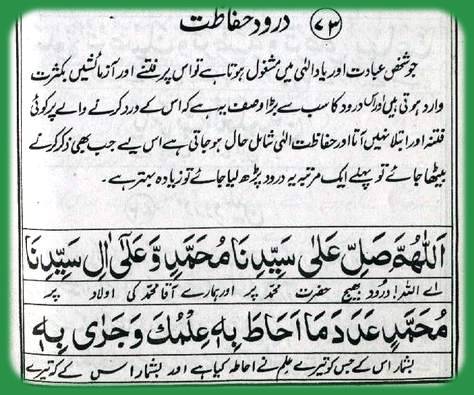 ۷۳ درود حفاظت
جو شخص عبادت اور یاد الٰہی میں مشغول ہوتا ہے تو اس پر فتنے اور آزمائشیں بکثرت
وارد ہوتی ہیں اور اس درود کا سب سے بڑا وصف یہ ہے کہ اس کے ورد کرنے والے پر کوئی
فتنہ اور ابتلا نہیں آتا اور حفاظت الٰہی شامل حال ہو جاتی ہے اس لیے جب بھی ذکر کرنے
بیٹھا جائے تو پہلے ایک مرتبہ یہ درود پڑھ لیا جائے تو زیادہ بہتر ہے۔
اَللّٰهُمَّ صَلِّ عَلٰى سَيِّدِنَا مُحَمَّدٍ وَّعَلٰٓى اٰلِ سَيِّدِنَا
اے اللہ! درود بھیج حضرت محمد پر اور ہمارے آقا محمد کی اولاد پر
مُحَمَّدٍ عَدَدَ مَا اَحَاطَ بِهٖ عِلْمُكَ وَجَرٰى بِهٖ
بشمار اس کے جس کو تیرے علم نے احاطہ کیا ہے اور بشمار اس کے کہ تیرے